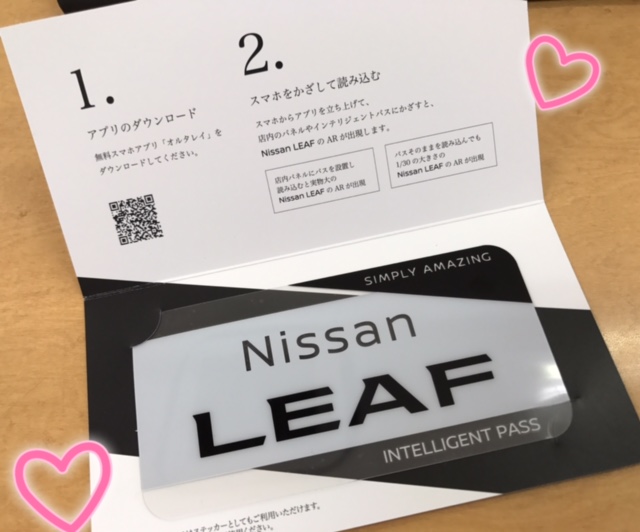 1.
アプリのダウンロード
無料スマホアプリ「オルタレイ」を
ダウンロードしてください。
2.
スマホをかざして読み込む
スマホからアプリを立ち上げて、
店内のパネルやインテリジェントパスにかざすと、
Nissan LEAF の AR が出現します。
店内パネルにパスを設置し
読み込むと実物大の
Nissan LEAF の AR が出現
パスそのままを読み込んでも
1/30 の大きさの
Nissan LEAF の AR が出現
SIMPLY AMAZING
Nissan
LEAF
INTELLIGENT PASS
はステッカーとしてもご利用いただけます。
ください。